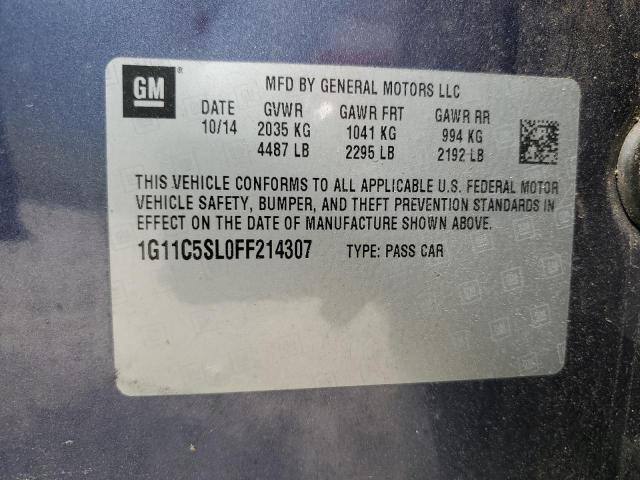 GM ® MFD BY GENERAL MOTORS LLC
DATE GVWR GAWR FRT GAWR RR
10/14 2035 KG 1041 KG 994 KG
4487 LB 2295 LB 2192 LB
THIS VEHICLE CONFORMS TO ALL APPLICABLE U.S. FEDERAL MOTOR
VEHICLE SAFETY, BUMPER, AND THEFT PREVENTION STANDARDS IN
EFFECT ON THE DATE OF MANUFACTURE SHOWN ABOVE.
1G11C5SL0FF214307 TYPE: PASS CAR